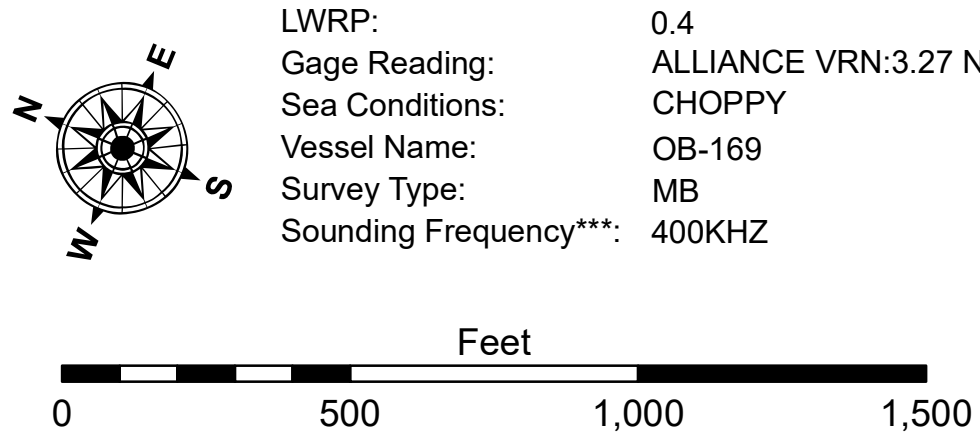 N
E
S
W
LWRP: 0.4
Gage Reading: ALLIANCE VRN:3.27 N
Sea Conditions: CHOPPY
Vessel Name: OB-169
Survey Type: MB
Sounding Frequency***: 400KHZ
Feet
0 500 1,000 1,500